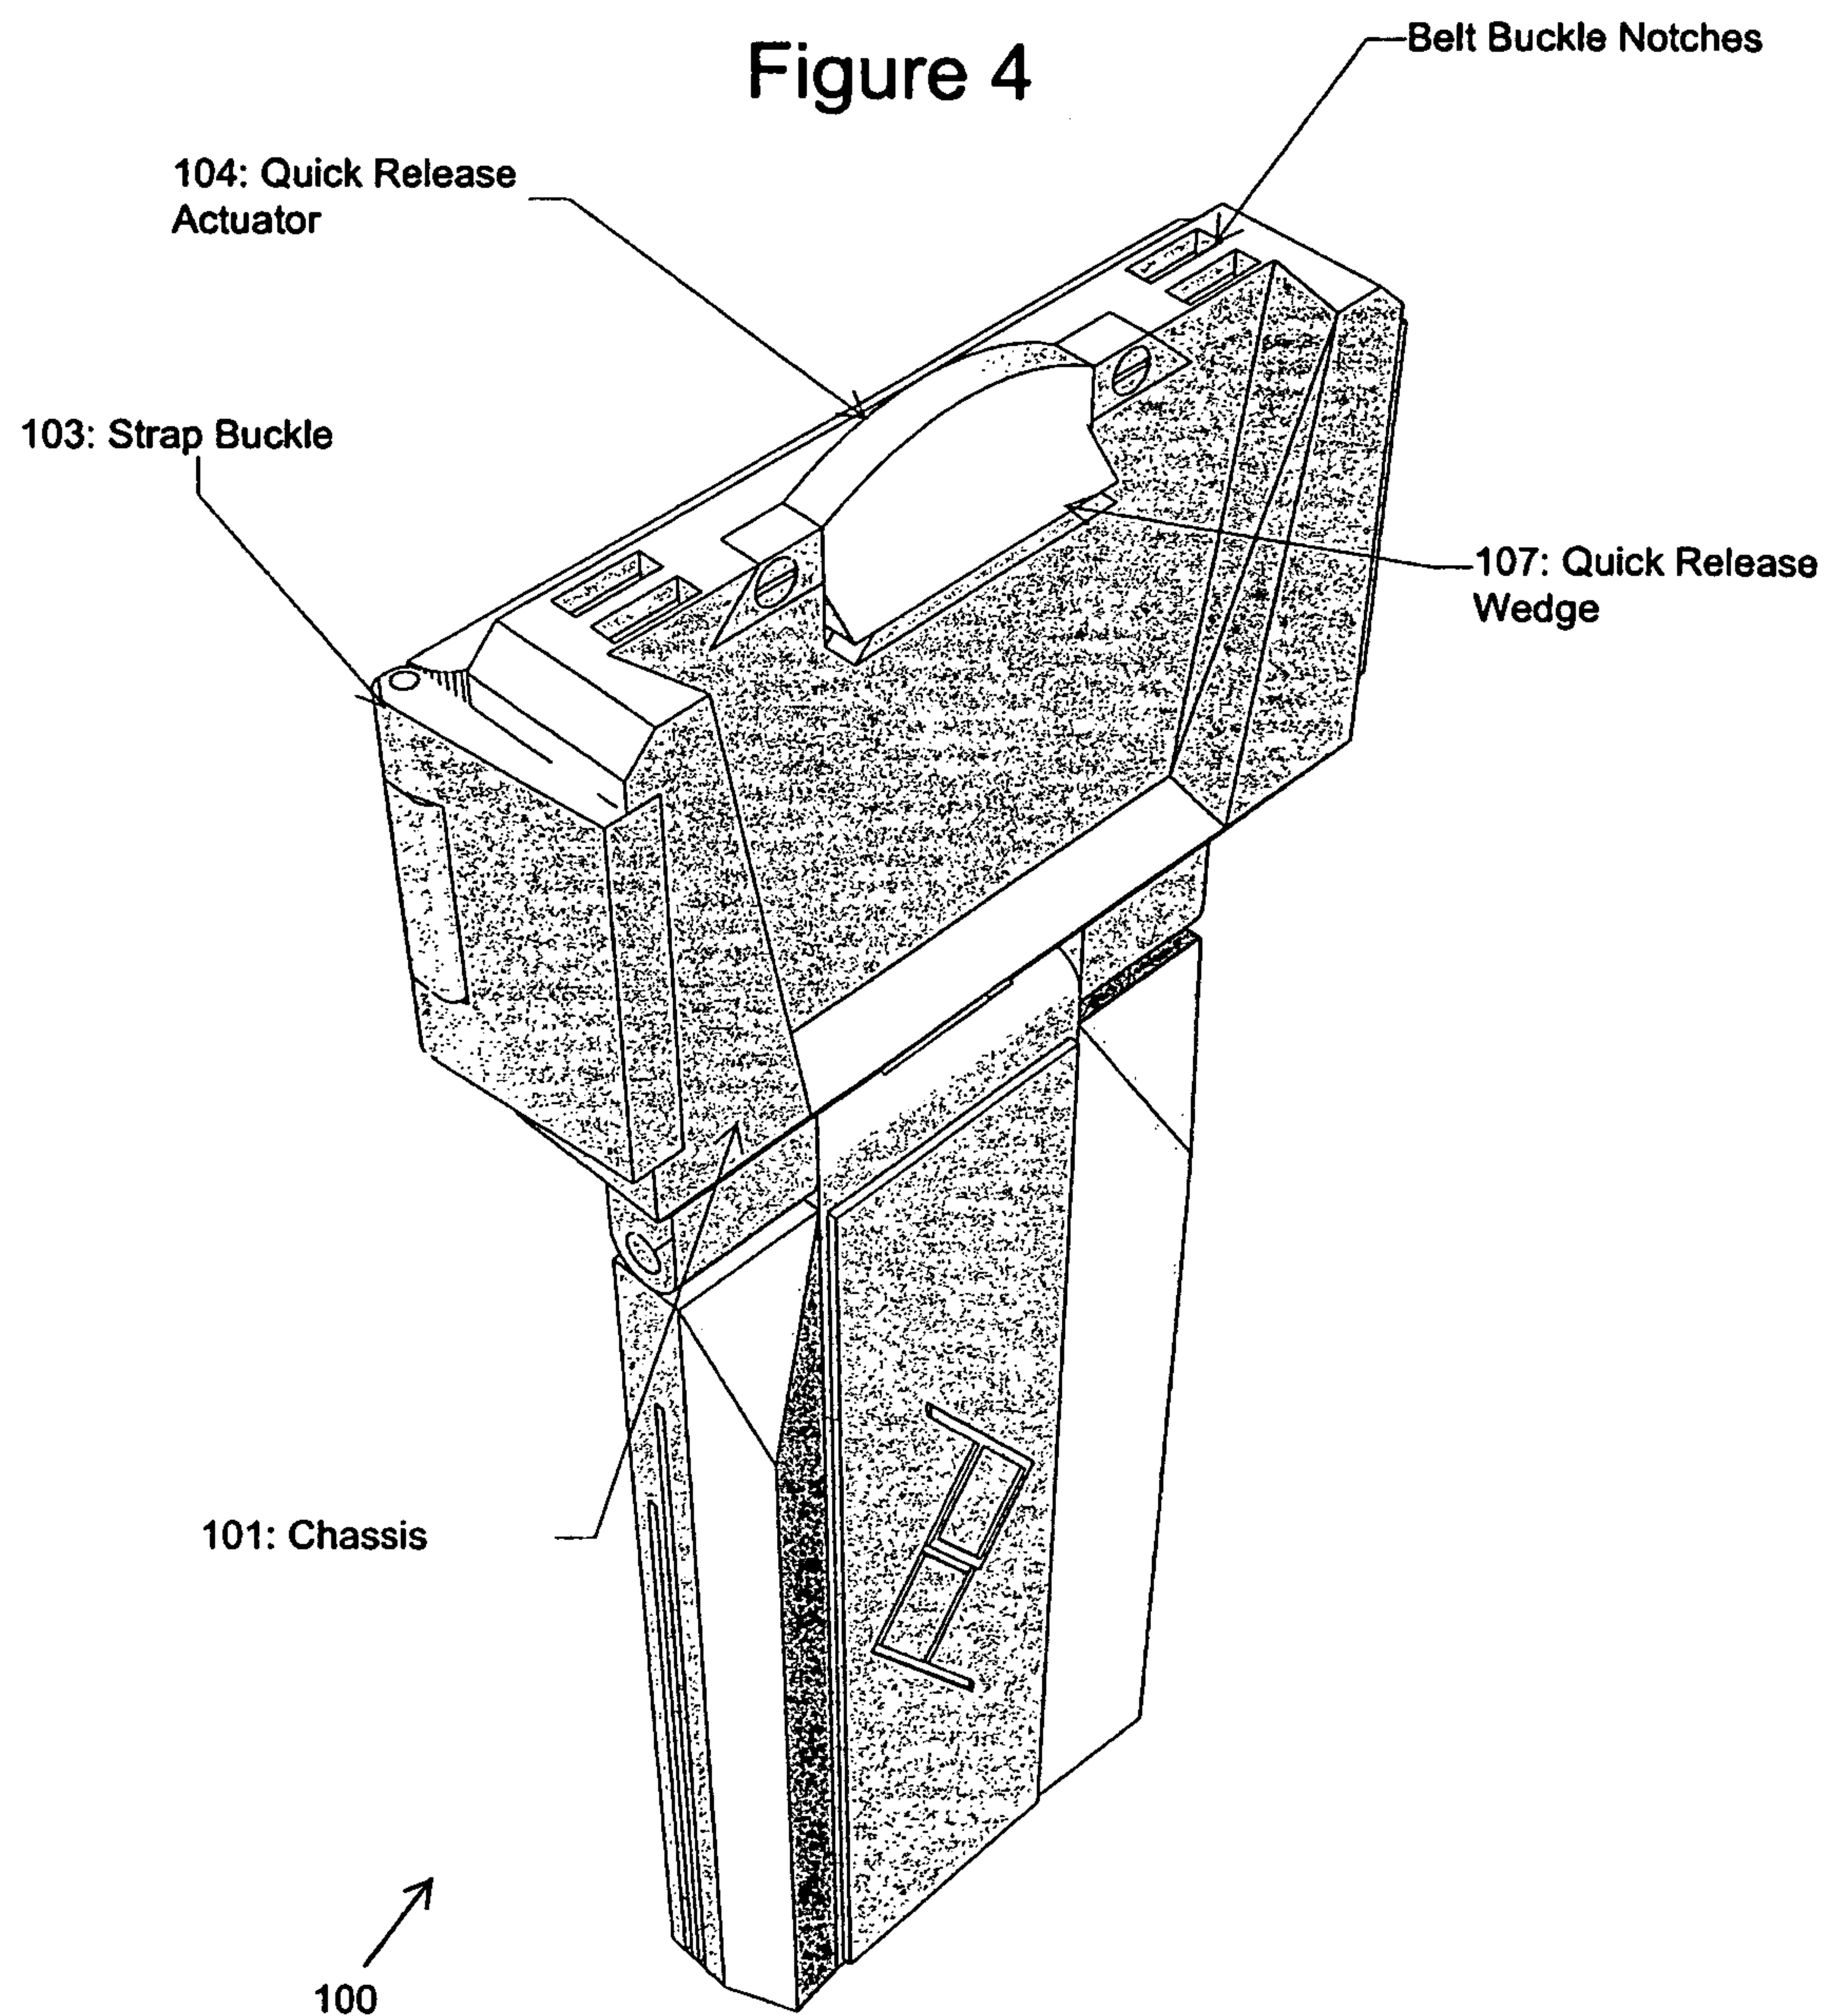 Figure 4
Belt Buckle Notches
104: Quick Release
Actuator
103: Strap Buckle
107: Quick Release
Wedge
101: Chassis
100